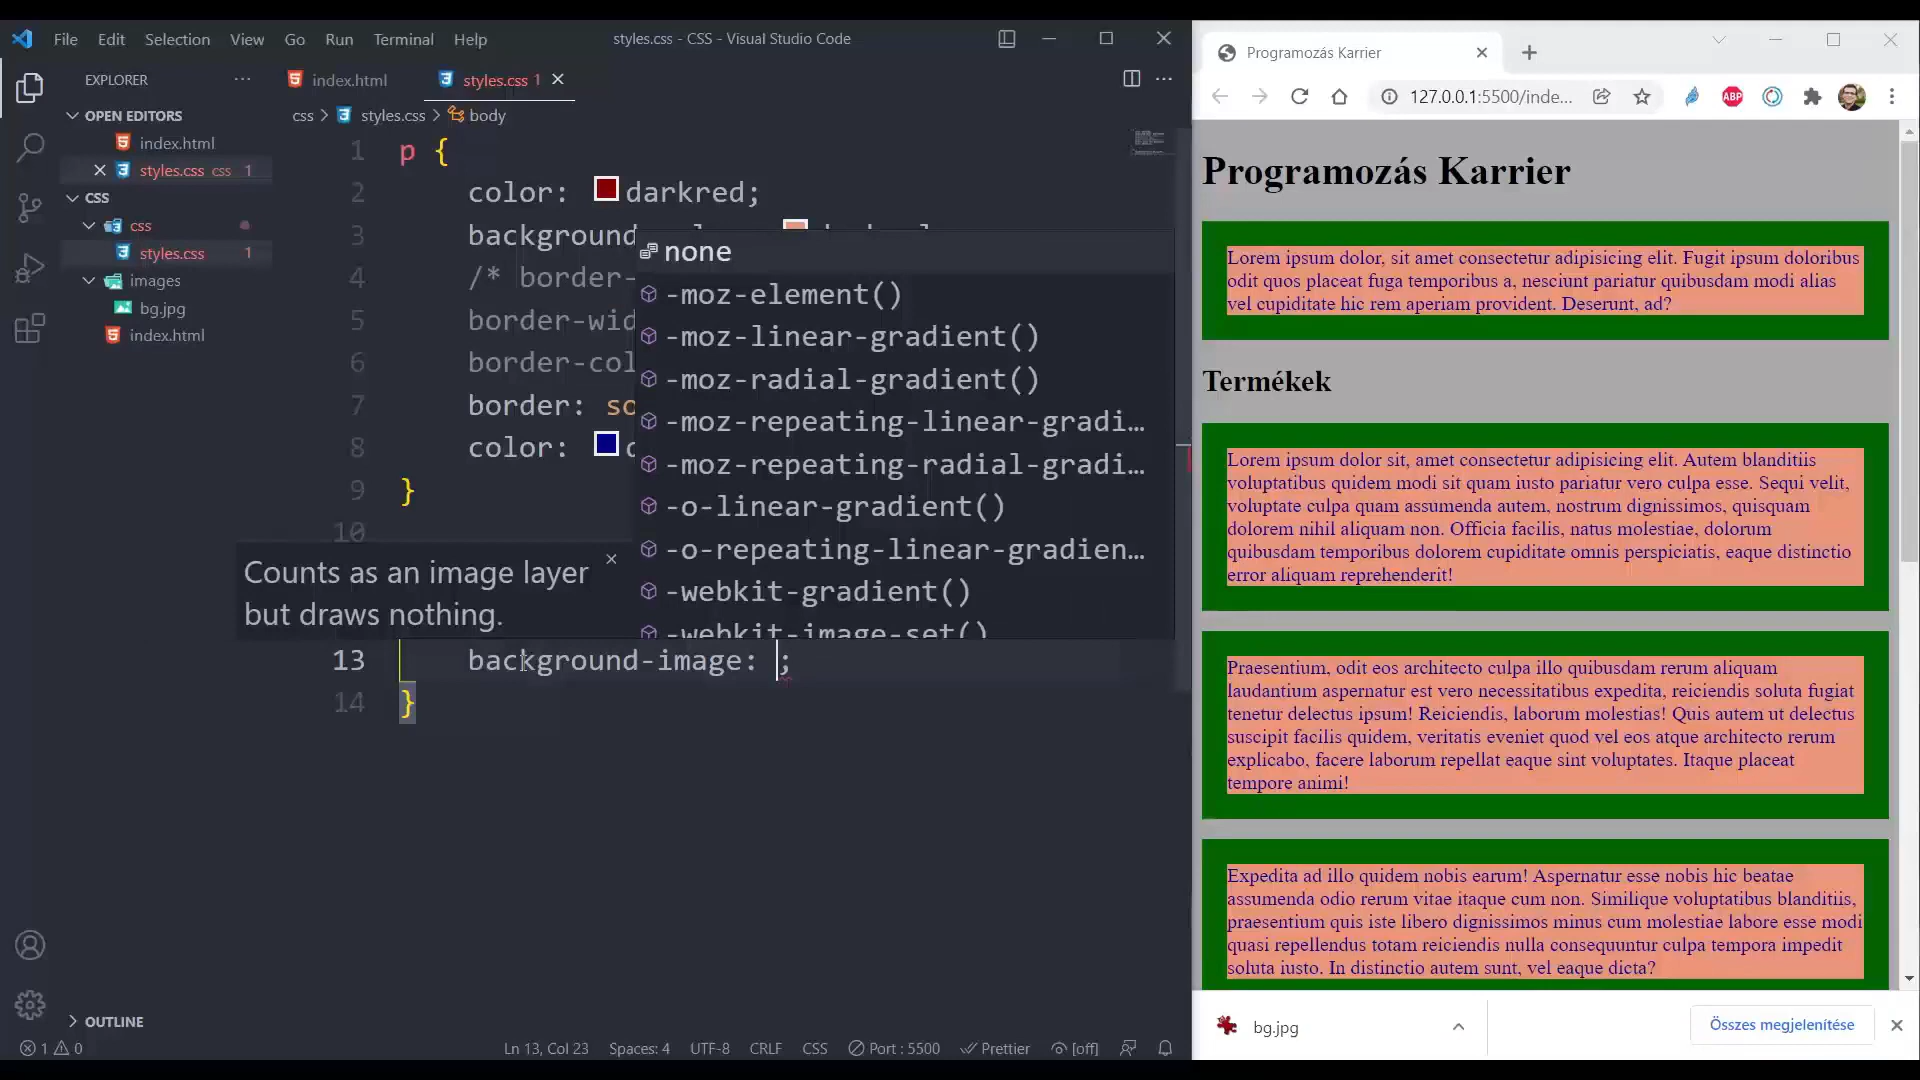 File Edit Selection View Go Run Terminal Help
styles.css - CSS - Visual Studio Code
EXPLORER
OPEN EDITORS
index.html
styles.css css 1
CSS
css
styles.css 1
images
bg.jpg
index.html
OUTLINE
index.html
styles.css 1
css > styles.css > body
1 p {
2 color: darkred;
3 background
4 /* border-
5 border-wid
6 border-col
7 border: so
8 color:
9 }
10
13 background-image: ;
14 }
none
-moz-element()
-moz-linear-gradient()
-moz-radial-gradient()
-moz-repeating-linear-gradi…
-moz-repeating-radial-gradi…
-o-linear-gradient()
-o-repeating-linear-gradien…
-webkit-gradient()
-webkit-image-set()
Counts as an image layer
but draws nothing.
1 0 Ln 13, Col 23 Spaces: 4 UTF-8 CRLF CSS Port : 5500 Prettier [off]
Programozás Karrier
127.0.0.1:5500/inde...
ABP
Programozás Karrier
Lorem ipsum dolor, sit amet consectetur adipisicing elit. Fugit ipsum doloribus
odit quos placeat fuga temporibus a, nesciunt pariatur quibusdam modi alias
vel cupiditate hic rem aperiam provident. Deserunt, ad?
Termékek
Lorem ipsum dolor sit, amet consectetur adipisicing elit. Autem blanditiis
voluptatibus quidem modi sit quam iusto pariatur vero culpa esse. Sequi velit,
voluptate culpa quam assumenda autem, nostrum dignissimos, quisquam
dolorem nihil aliquam non. Officia facilis, natus molestiae, dolorum
quibusdam temporibus dolorem cupiditate omnis perspiciatis, eaque distinctio
error aliquam reprehenderit!
Praesentium, odit eos architecto culpa illo quibusdam rerum aliquam
laudantium aspernatur est vero necessitatibus expedita, reiciendis soluta fugiat
tenetur delectus ipsum! Reiciendis, laborum molestias! Quis autem ut delectus
suscipit facilis quidem, veritatis eveniet quod vel eos atque architecto rerum
explicabo, facere laborum repellat eaque sint voluptates. Itaque placeat
tempore animi!
Expedita ad illo quidem nobis earum! Aspernatur esse nobis hic beatae
assumenda odio rerum vitae itaque cum non. Similique voluptatibus blanditiis,
praesentium quis iste libero dignissimos minus cum molestiae labore esse modi
quasi repellendus totam reiciendis nulla consequuntur culpa tempora impedit
soluta iusto. In distinctio autem sunt, vel eaque dicta?
bg.jpg
Összes megjelenítése